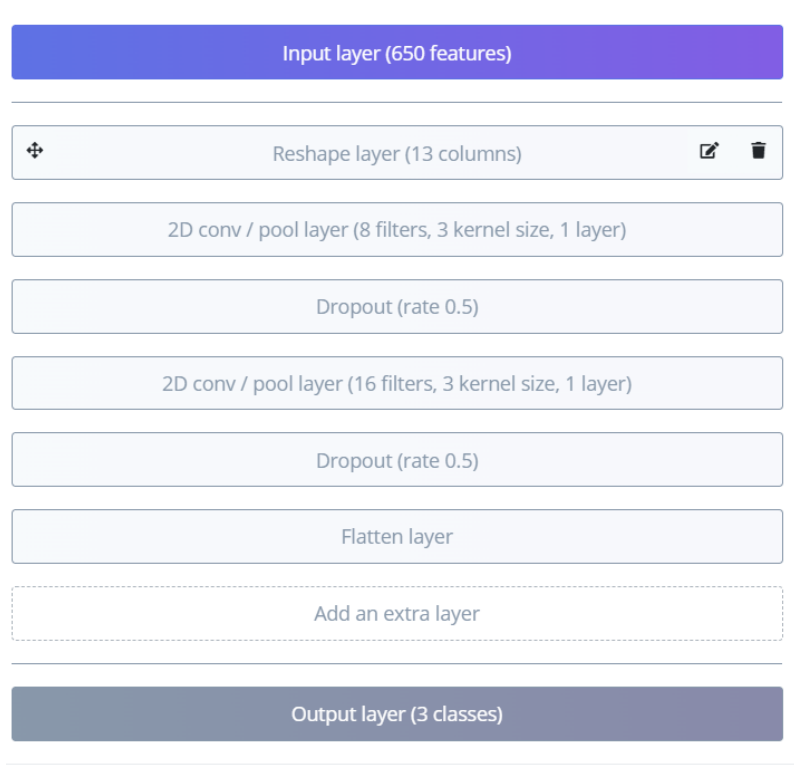 Input layer (650 features)
Reshape layer (13 columns)
2D conv / pool layer (8 filters, 3 kernel size, 1 layer)
Dropout (rate 0.5)
2D conv / pool layer (16 filters, 3 kernel size, 1 layer)
Dropout (rate 0.5)
Flatten layer
Add an extra layer
Output layer (3 classes)